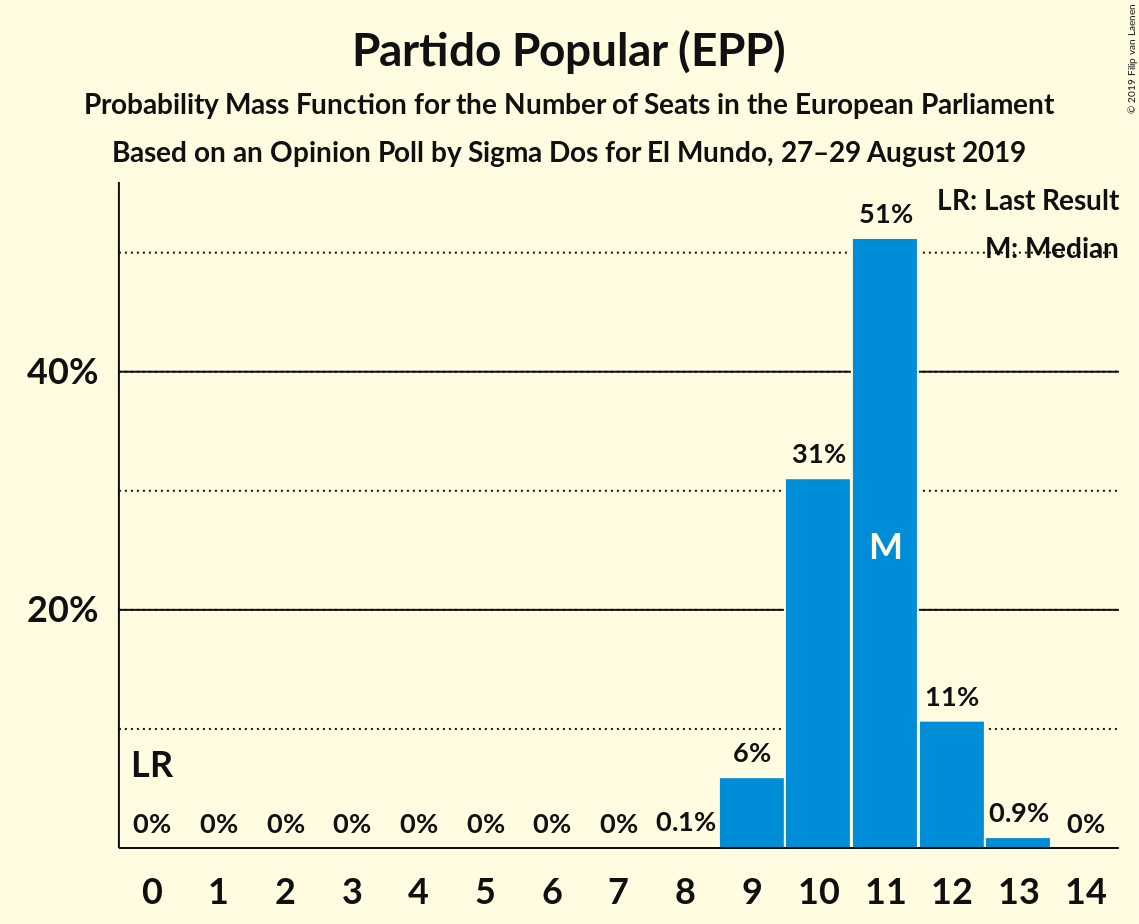 Partido Popular (EPP)
Probability Mass Function for the Number of Seats in the European Parliament
Based on an Opinion Poll by Sigma Dos for El Mundo, 27–29 August 2019
© 2019 Filip van Laenen
LR: Last Result
M: Median
51%
40%
31%
M
20%
11%
6%
LR
0% 0% 0% 0% 0% 0% 0% 0% 0.1% 0.9% 0%
0 1 2 3 4 5 6 7 8 9 10 11 12 13 14